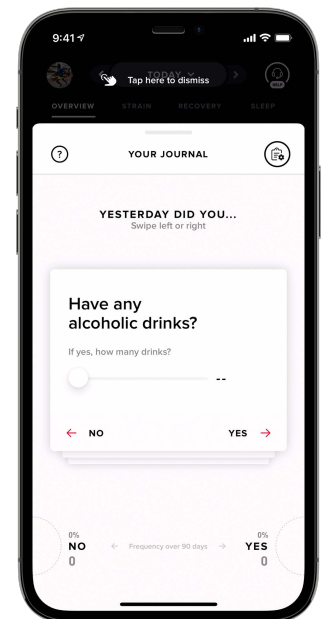 9:41
Tap here to dismiss
TODAY
HELP
OVERVIEW STRAIN RECOVERY SLEEP
?
YOUR JOURNAL
YESTERDAY DID YOU...
Swipe left or right
Have any
alcoholic drinks?
If yes, how many drinks?
--
← NO YES →
0% 0%
NO ← Frequency over 90 days → YES
0 0